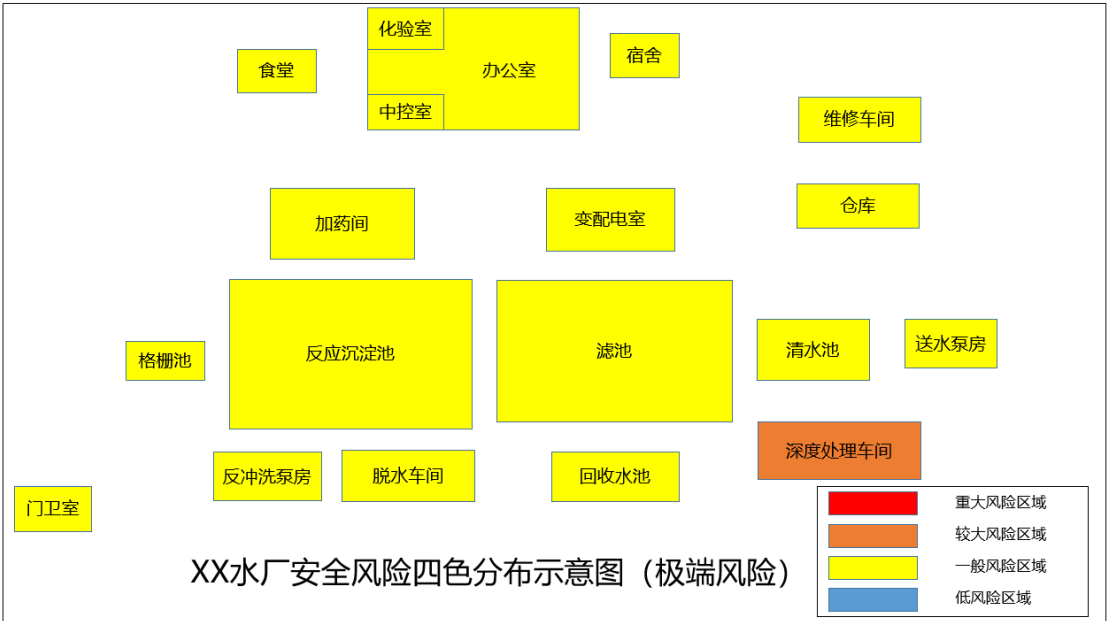 化验室
办公室
宿舍
食堂
中控室
维修车间
仓库
加药间
变配电室
反应沉淀池
滤池
清水池
送水泵房
格栅池
深度处理车间
反冲洗泵房
脱水车间
回收水池
门卫室
重大风险区域
较大风险区域
一般风险区域
低风险区域
XX水厂安全风险四色分布示意图（极端风险）